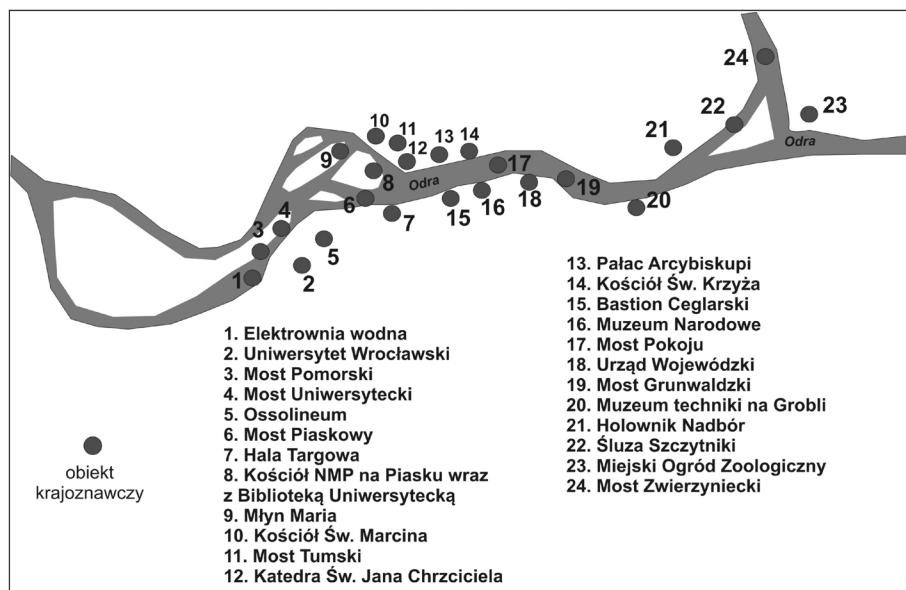 24
23
22
21
10
11
12
13
14
9
8
17
Odra
Odra
19
18
16
15
20
6
7
4
3
5
1
2
1. Elektrownia wodna
2. Uniwersytet Wrocławski
3. Most Pomorski
4. Most Uniwersytecki
5. Ossolineum
6. Most Piaskowy
7. Hala Targowa
8. Kościół NMP na Piasku wraz
z Biblioteką Uniwersytecką
9. Młyn Maria
10. Kościół Św. Marcina
11. Most Tumski
12. Katedra Św. Jana Chrzciciela
13. Pałac Arcybiskupi
14. Kościół Św. Krzyża
15. Bastion Ceglarski
16. Muzeum Narodowe
17. Most Pokoju
18. Urząd Wojewódzki
19. Most Grunwaldzki
20. Muzeum techniki na Grobli
21. Holownik Nadbór
22. Śluza Szczytniki
23. Miejski Ogród Zoologiczny
24. Most Zwierzyniecki
obiekt
krajoznawczy